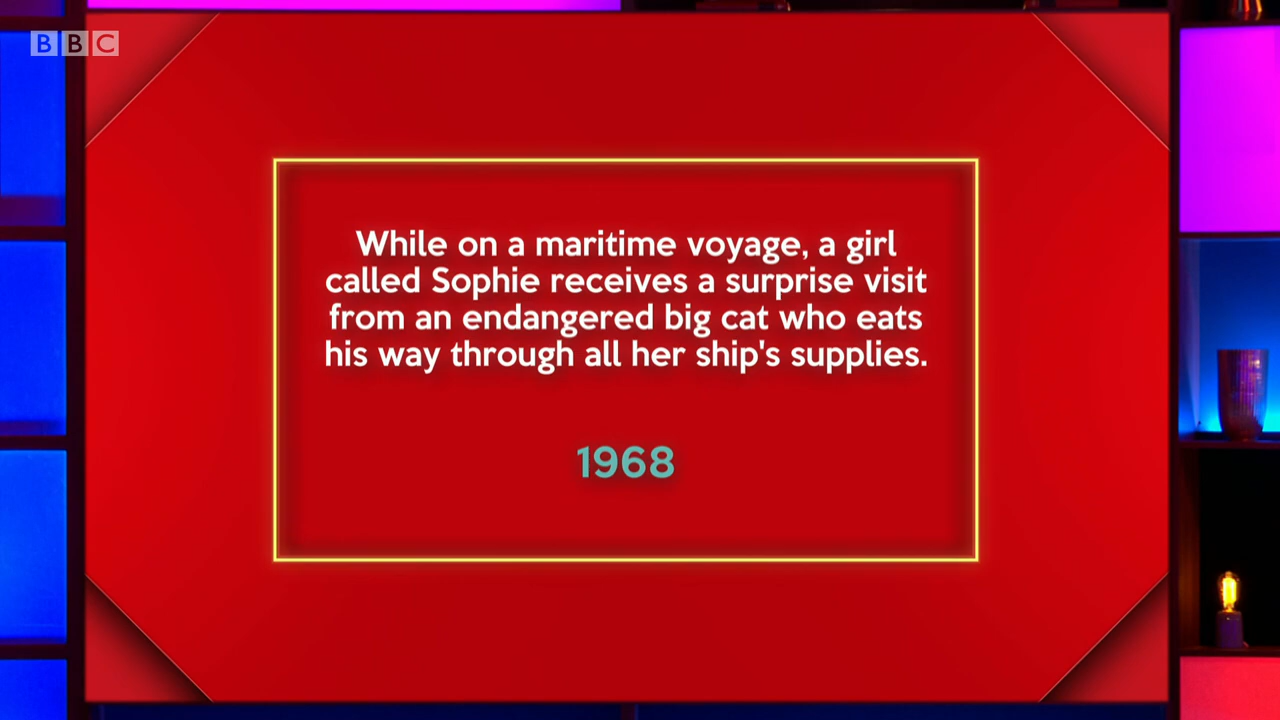 BBC
While on a maritime voyage, a girl
called Sophie receives a surprise visit
from an endangered big cat who eats
his way through all her ship's supplies.
1968